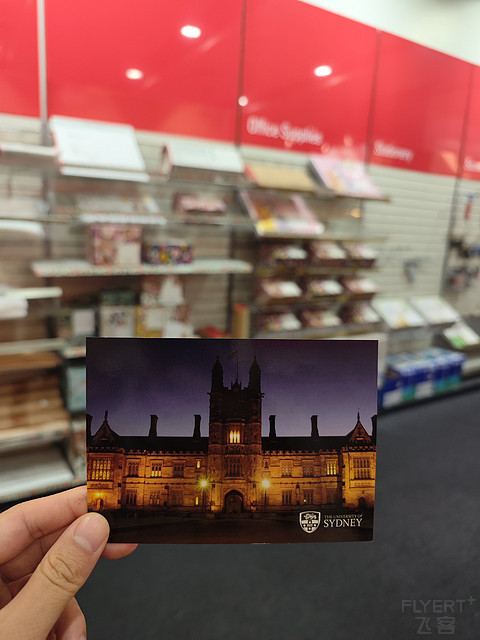 Office Supplies
Stationery
THE UNIVERSITY OF
SYDNEY
FLYERT+
飞客